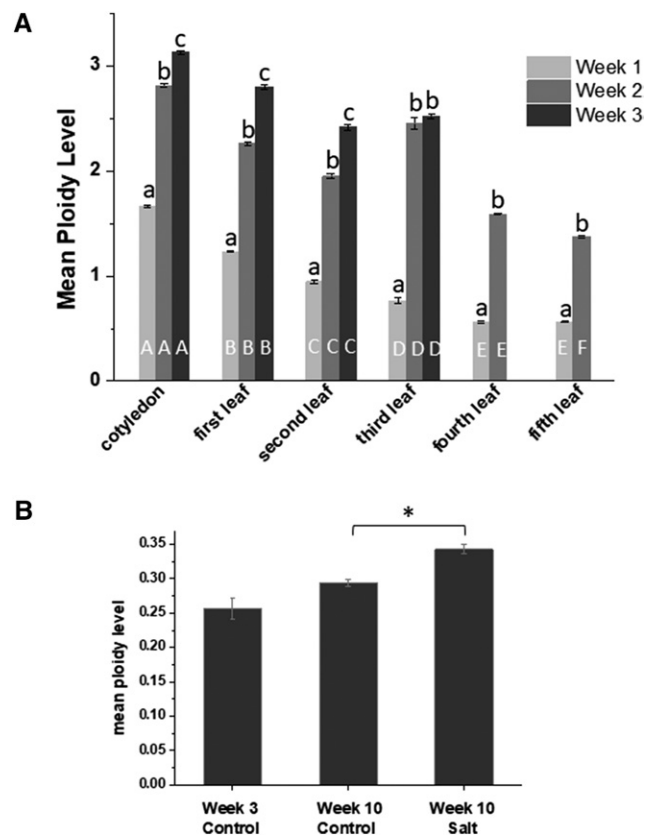 A
Mean Ploidy Level
3
2
1
0
Week 1
Week 2
Week 3
a b c
a b c
a b c
a b b
a b
a b
A A A
B B B
C C C
D D D
E E
E F
cotyledon
first leaf
second leaf
third leaf
fourth leaf
fifth leaf
B
mean ploidy level
0.35
0.30
0.25
0.20
0.15
0.10
0.05
0.00
*
Week 3
Control
Week 10
Control
Week 10
Salt